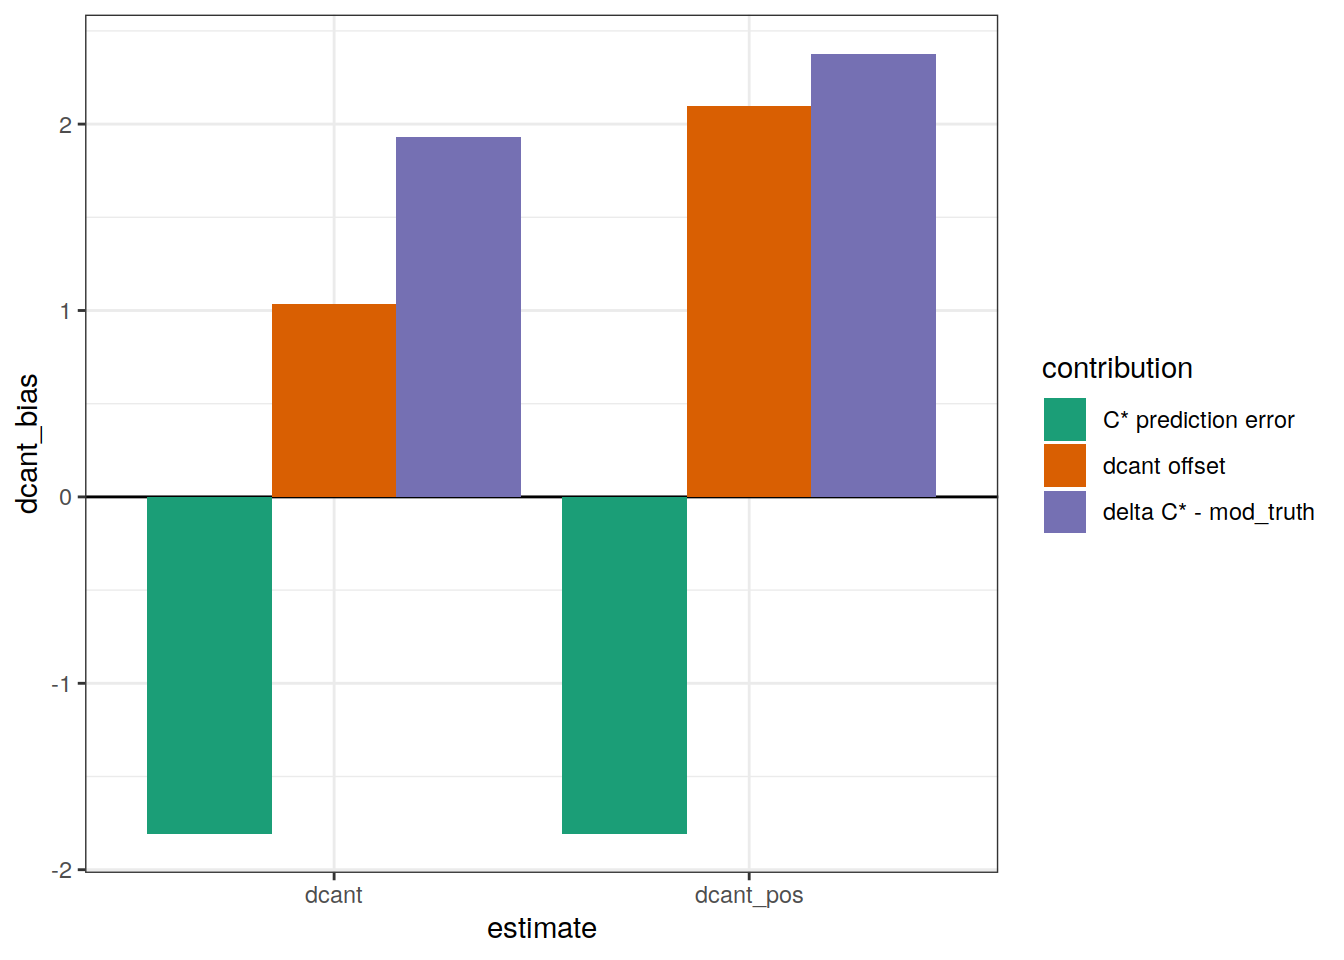 dcant_bias
2
1
0
-1
-2
dcant
dcant_pos
estimate
contribution
C* prediction error
dcant offset
delta C* - mod_truth